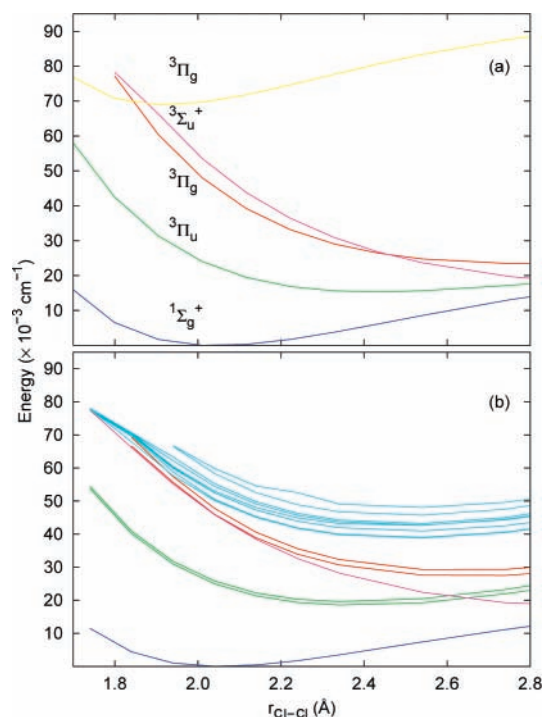 90
80
70
60
50
40
30
20
10
(a)
³Πg
³Σu⁺
³Πg
³Πu
¹Σg⁺
Energy (× 10⁻³ cm⁻¹)
90
80
70
60
50
40
30
20
10
(b)
1.8 2.0 2.2 2.4 2.6 2.8
rCl−Cl (Å)